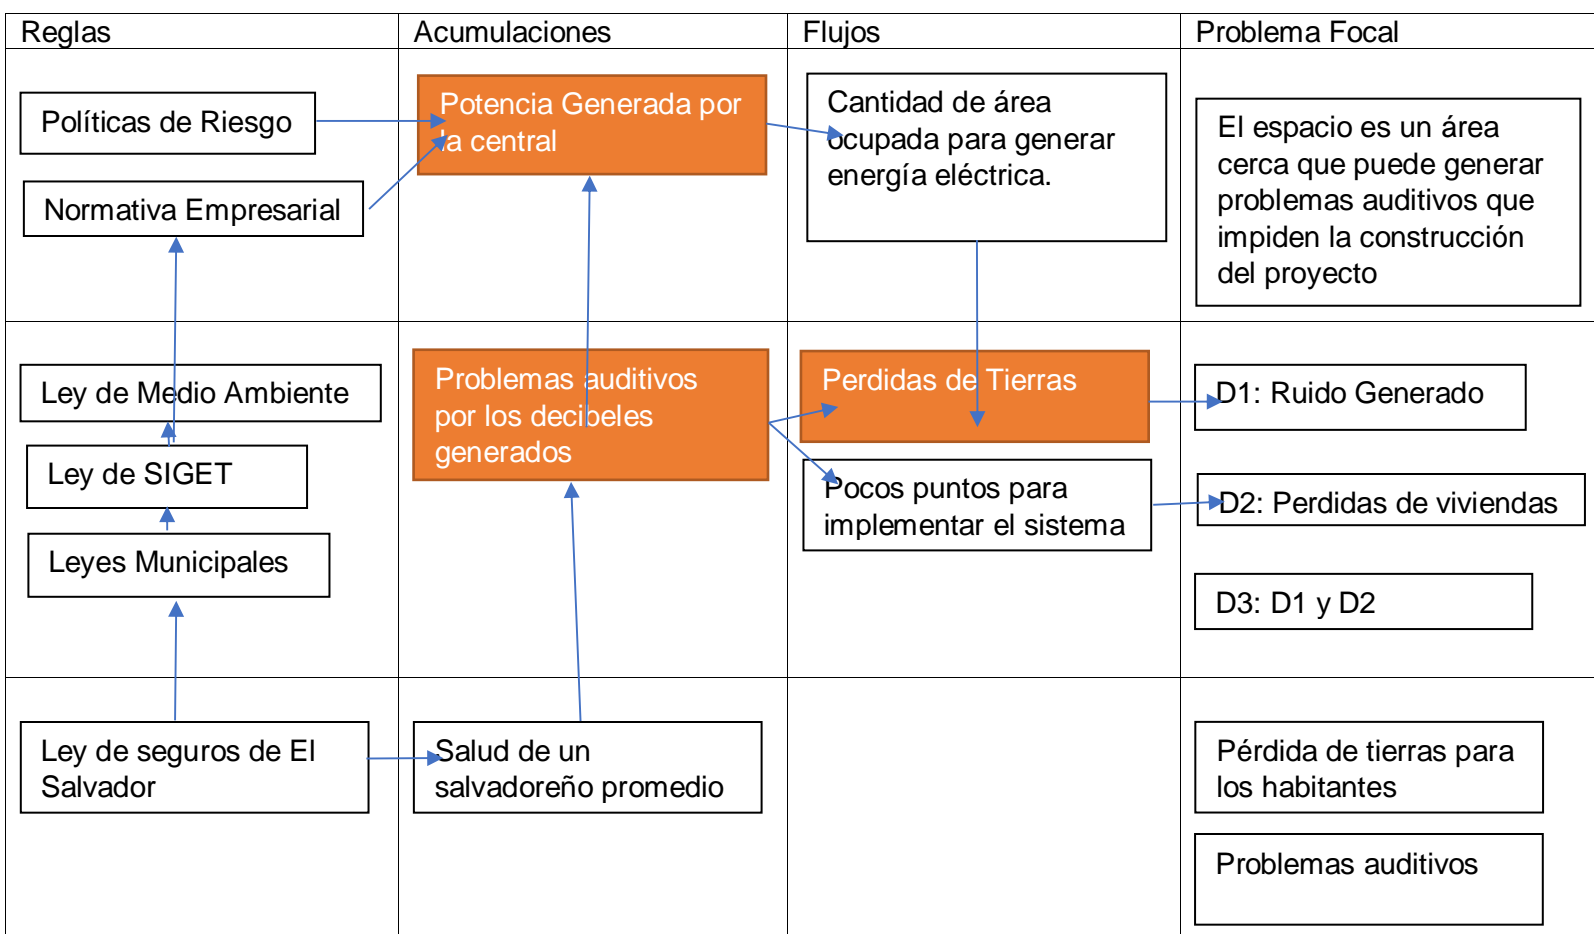 Reglas
Acumulaciones
Flujos
Problema Focal
Políticas de Riesgo
Normativa Empresarial
Potencia Generada por
la central
Cantidad de área
ocupada para generar
energía eléctrica.
El espacio es un área
cerca que puede generar
problemas auditivos que
impiden la construcción
del proyecto
Ley de Medio Ambiente
Ley de SIGET
Leyes Municipales
Problemas auditivos
por los decibeles
generados
Perdidas de Tierras
Pocos puntos para
implementar el sistema
D1: Ruido Generado
D2: Perdidas de viviendas
D3: D1 y D2
Ley de seguros de El
Salvador
Salud de un
salvadoreño promedio
Pérdida de tierras para
los habitantes
Problemas auditivos